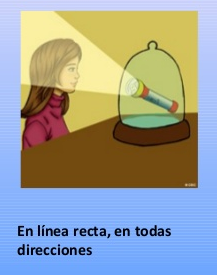 En línea recta, en todas
direcciones